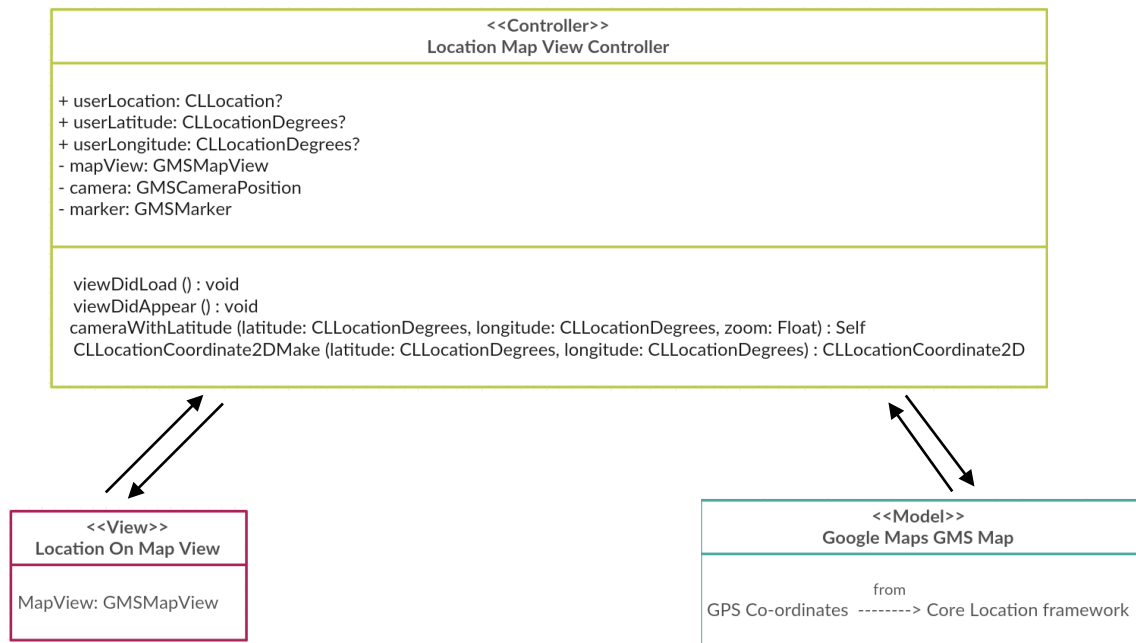 <<Controller>>
Location Map View Controller
+ userLocation: CLLocation?
+ userLatitude: CLLocationDegrees?
+ userLongitude: CLLocationDegrees?
- mapView: GMSMapView
- camera: GMSCameraPosition
- marker: GMSMarker
viewDidLoad () : void
viewDidAppear () : void
cameraWithLatitude (latitude: CLLocationDegrees, longitude: CLLocationDegrees, zoom: Float) : Self
CLLocationCoordinate2DMake (latitude: CLLocationDegrees, longitude: CLLocationDegrees) : CLLocationCoordinate2D
<<View>>
Location On Map View
MapView: GMSMapView
<<Model>>
Google Maps GMS Map
from
GPS Co-ordinates --------> Core Location framework